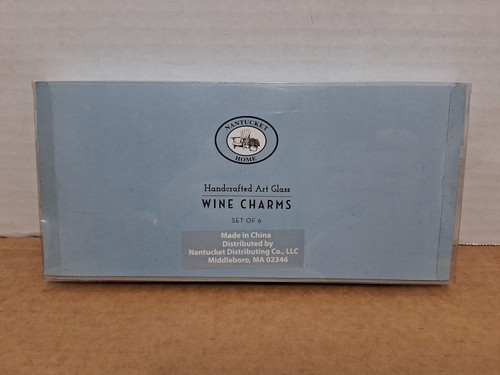 NANTUCKET
HOME
Handcrafted Art Glass
WINE CHARMS
SET OF 6
Made in China
Distributed by
Nantucket Distributing Co., LLC
Middleboro, MA 02346